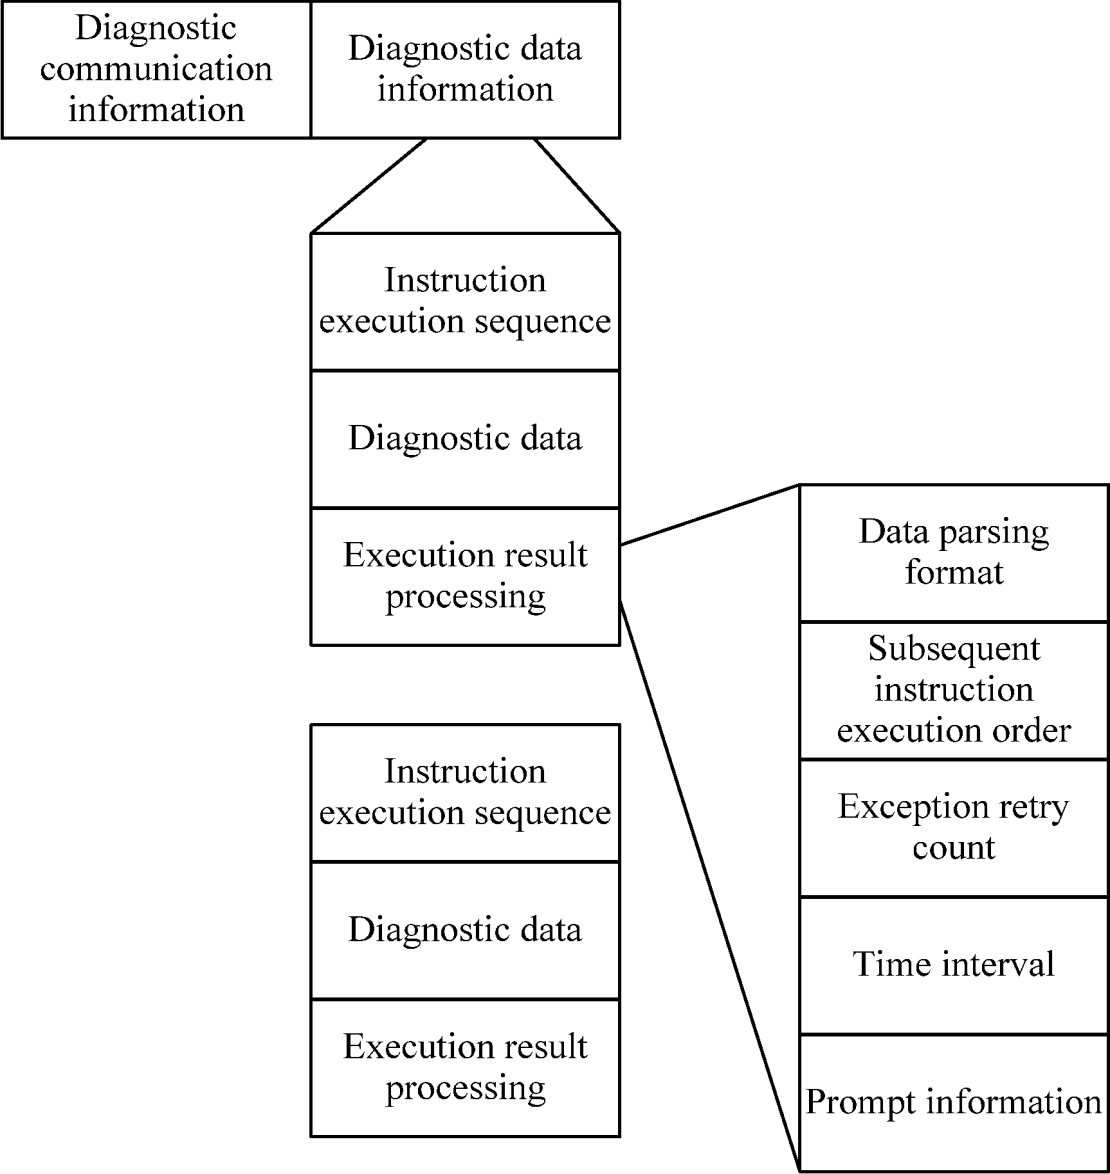 Diagnostic
communication
information
Diagnostic data
information
Instruction
execution sequence
Diagnostic data
Execution result
processing
Data parsing
format
Subsequent
instruction
execution order
Exception retry
count
Time interval
Prompt information
Instruction
execution sequence
Diagnostic data
Execution result
processing